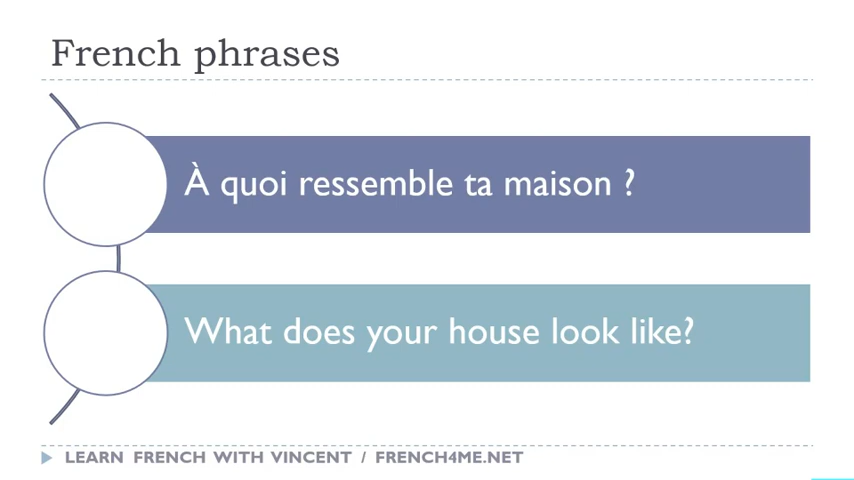 French phrases
À quoi ressemble ta maison ?
What does your house look like?
LEARN FRENCH WITH VINCENT / FRENCH4ME.NET